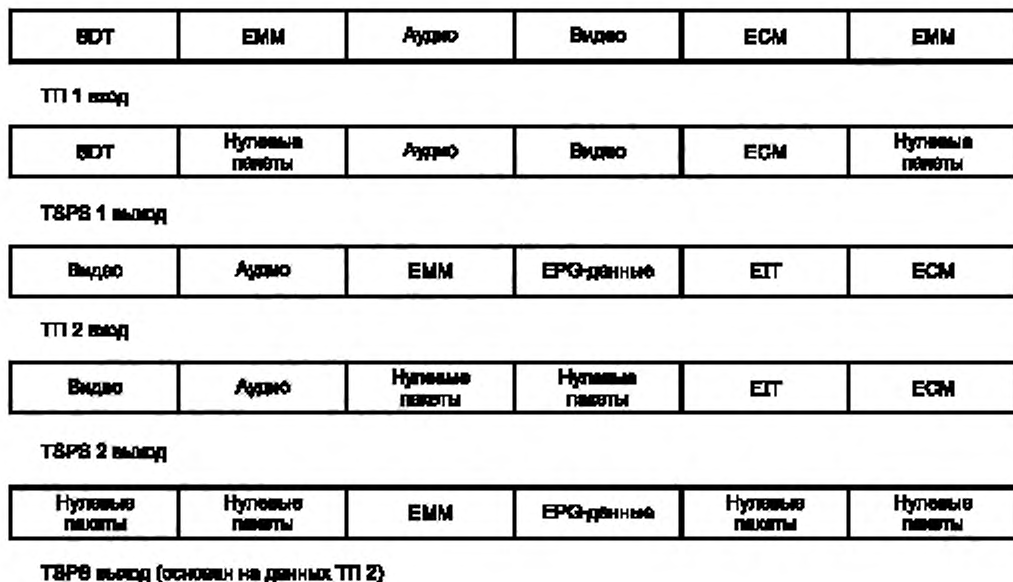 SDT EMM Аудио Видео ECM EMM
ТП 1 вход
SDT Нулевые пакеты Аудио Видео ECM Нулевые пакеты
TSPS 1 выход
Видео Аудио EMM EPG-данные EIT ECM
ТП 2 вход
Видео Аудио Нулевые пакеты Нулевые пакеты EIT ECM
TSPS 2 выход
Нулевые пакеты Нулевые пакеты EMM EPG-данные Нулевые пакеты Нулевые пакеты
TSPS выход (основан на данных ТП 2)